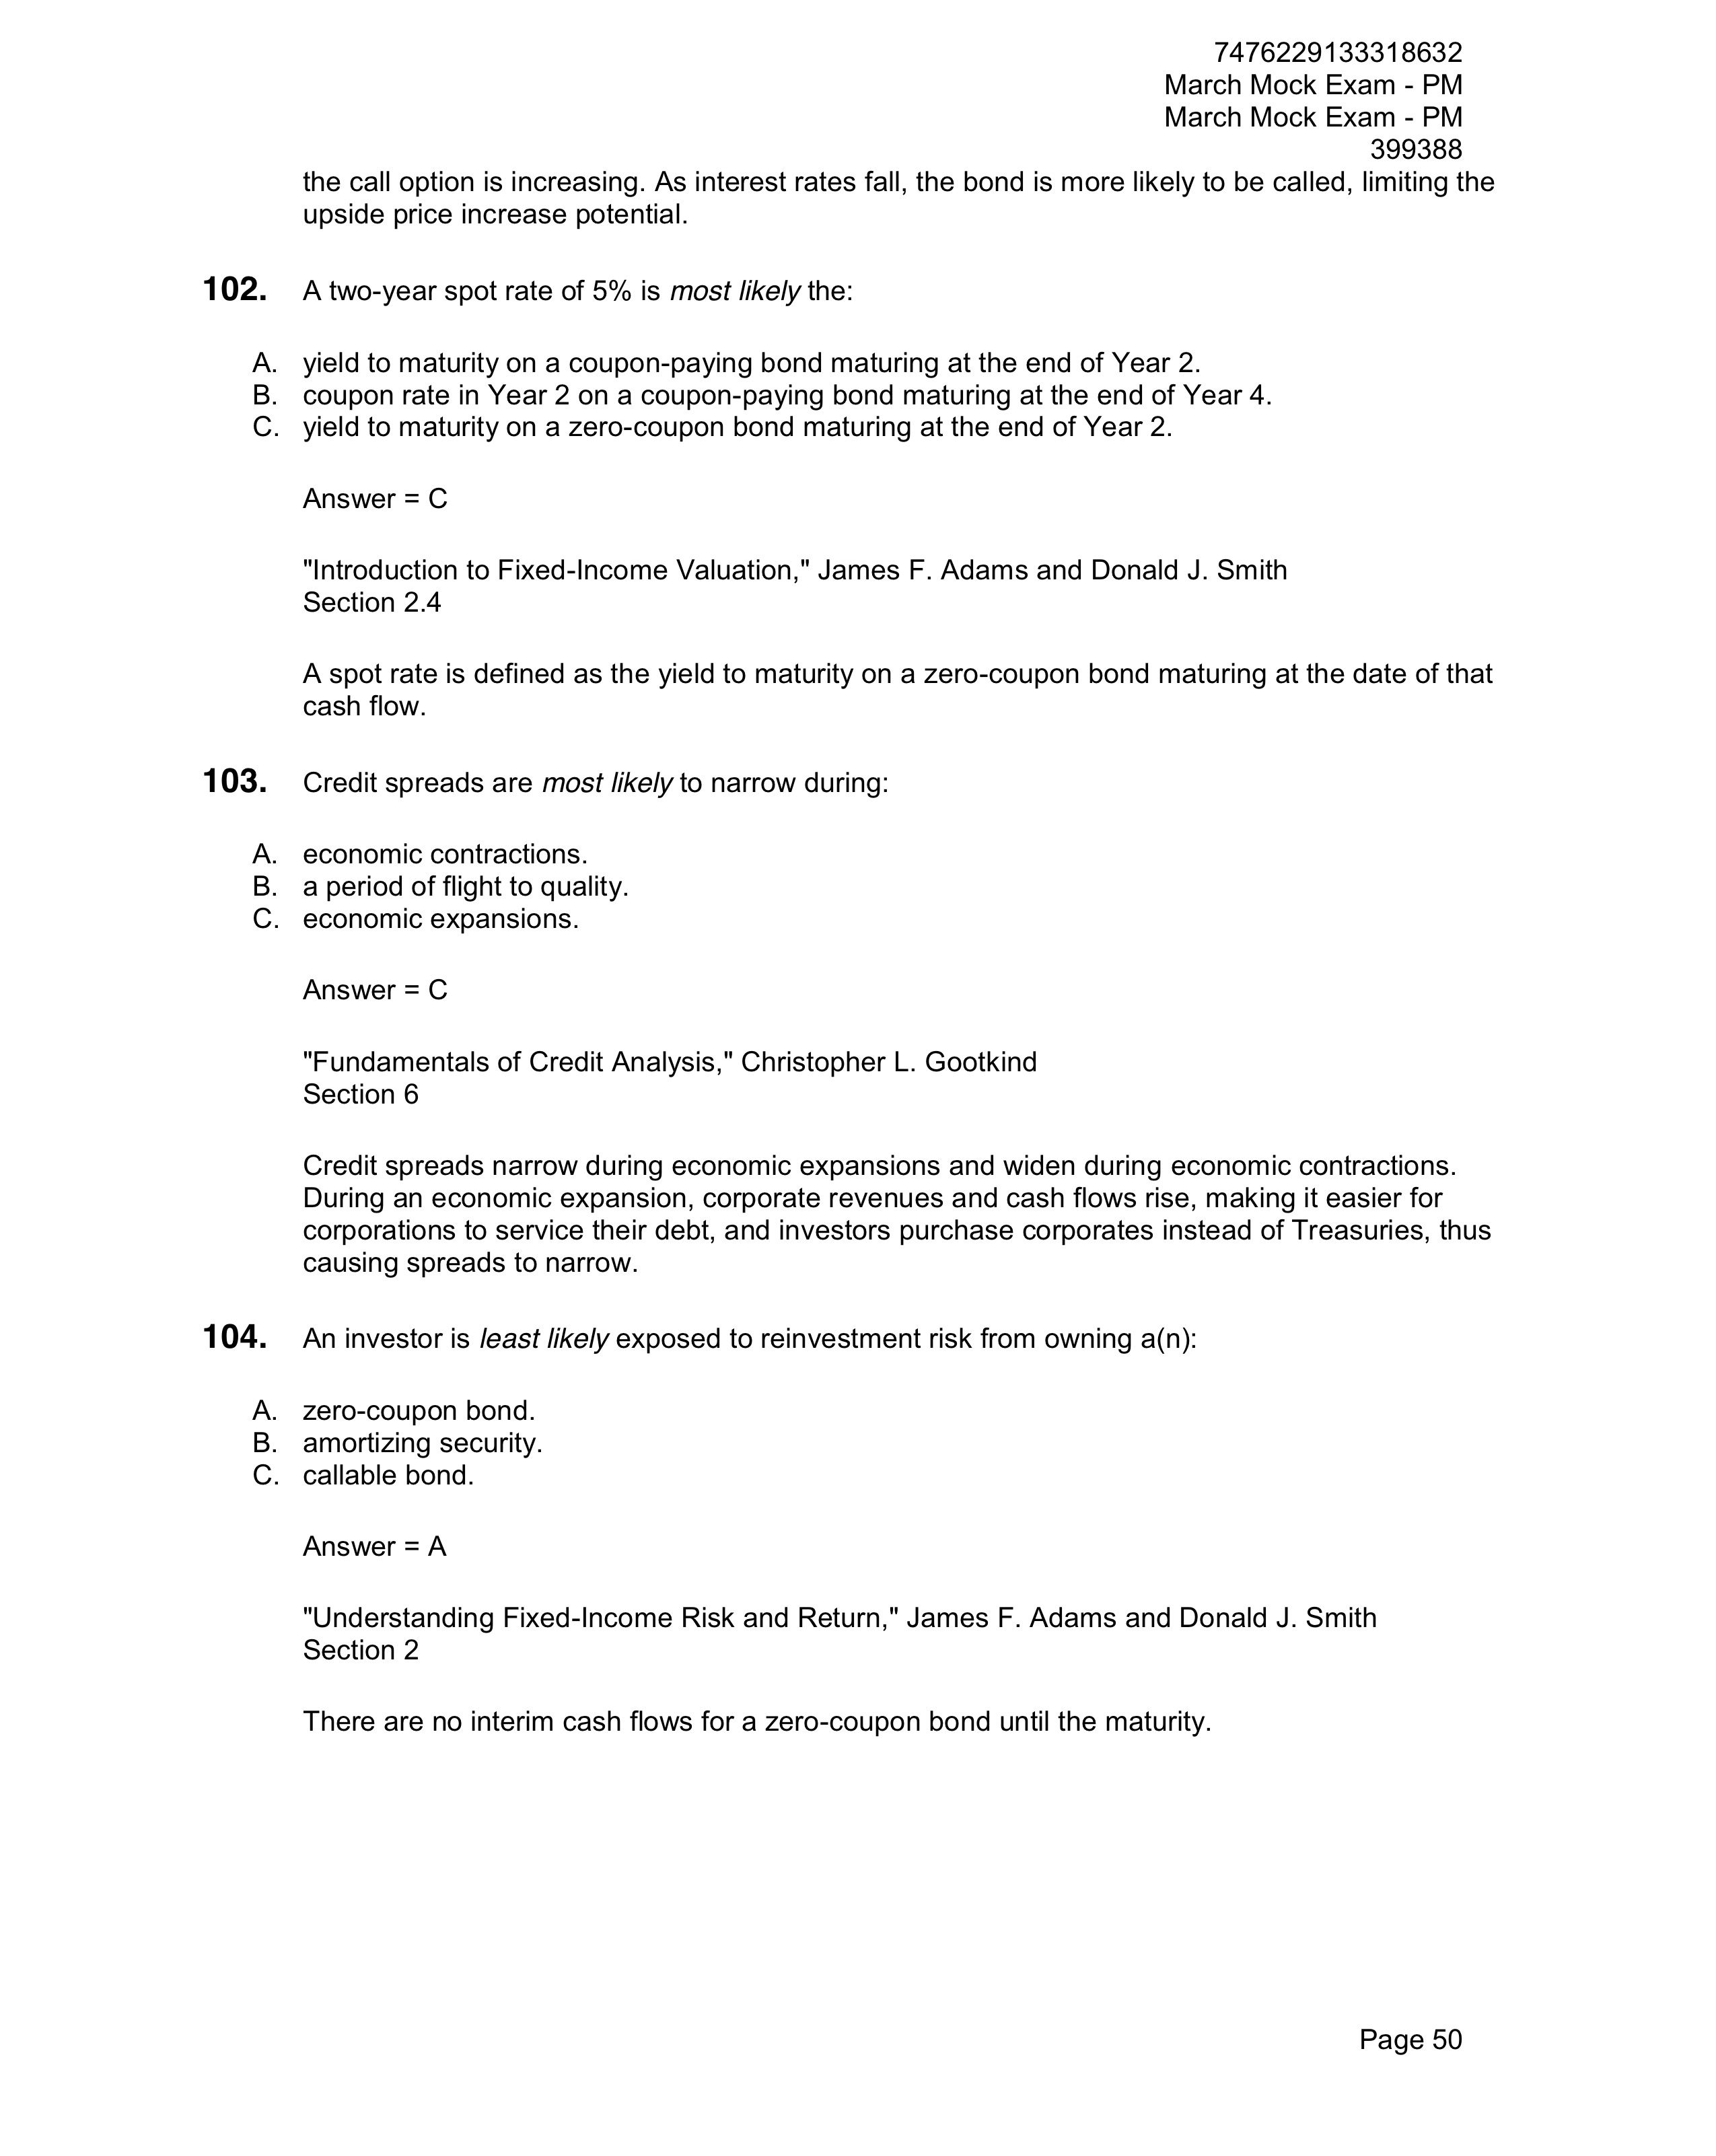 7476229133318632
March Mock Exam - PM
March Mock Exam - PM
399388
the call option is increasing. As interest rates fall, the bond is more likely to be called, limiting the
upside price increase potential.
102. A two-year spot rate of 5% is most likely the:
A. yield to maturity on a coupon-paying bond maturing at the end of Year 2.
B. coupon rate in Year 2 on a coupon-paying bond maturing at the end of Year 4.
C. yield to maturity on a zero-coupon bond maturing at the end of Year 2.
Answer = C
"Introduction to Fixed-Income Valuation," James F. Adams and Donald J. Smith
Section 2.4
A spot rate is defined as the yield to maturity on a zero-coupon bond maturing at the date of that
cash flow.
103. Credit spreads are most likely to narrow during:
A. economic contractions.
B. a period of flight to quality.
C. economic expansions.
Answer = C
"Fundamentals of Credit Analysis," Christopher L. Gootkind
Section 6
Credit spreads narrow during economic expansions and widen during economic contractions.
During an economic expansion, corporate revenues and cash flows rise, making it easier for
corporations to service their debt, and investors purchase corporates instead of Treasuries, thus
causing spreads to narrow.
104. An investor is least likely exposed to reinvestment risk from owning a(n):
A. zero-coupon bond.
B. amortizing security.
C. callable bond.
Answer = A
"Understanding Fixed-Income Risk and Return," James F. Adams and Donald J. Smith
Section 2
There are no interim cash flows for a zero-coupon bond until the maturity.
Page 50